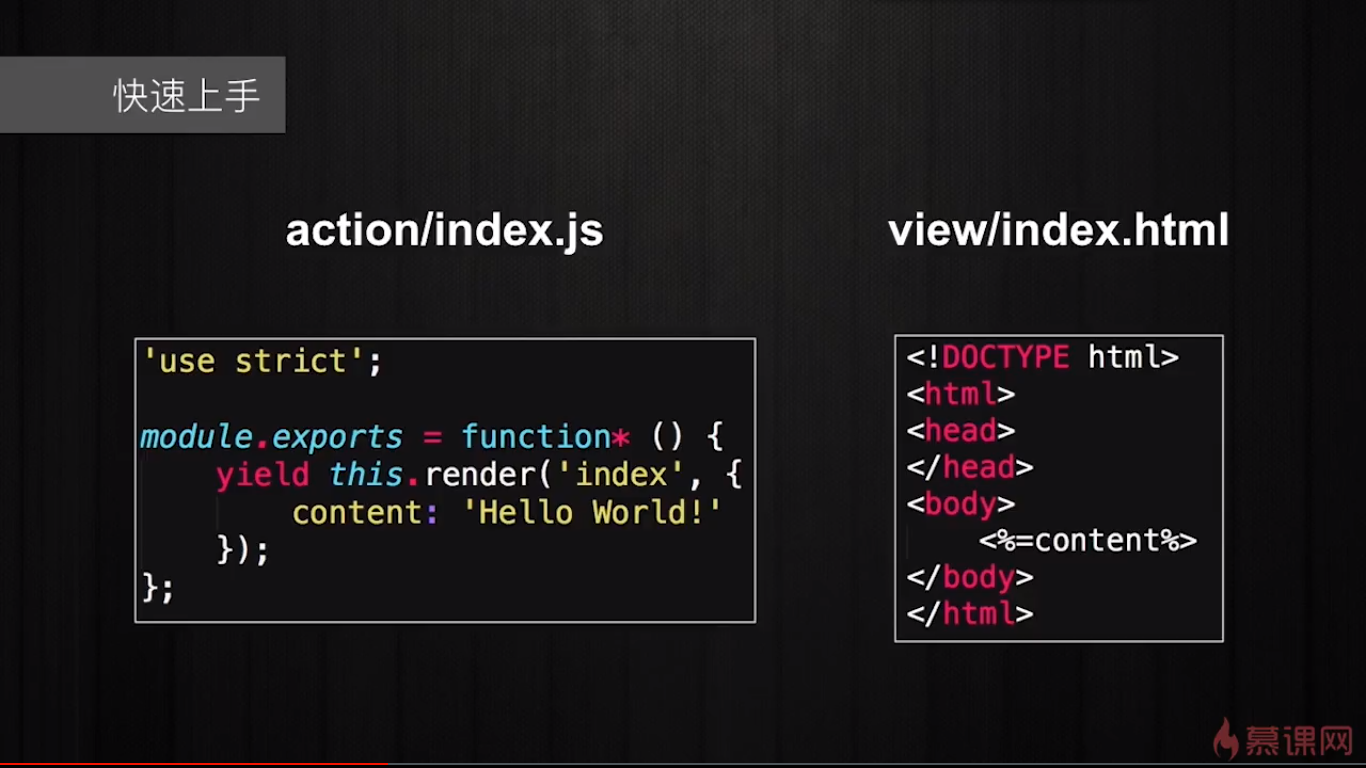 快速上手
action/index.js
'use strict';
module.exports = function* () {
    yield this.render('index', {
        content: 'Hello World!'
    });
};
view/index.html
<!DOCTYPE html>
<html>
<head>
</head>
<body>
    <%=content%>
</body>
</html>
慕课网